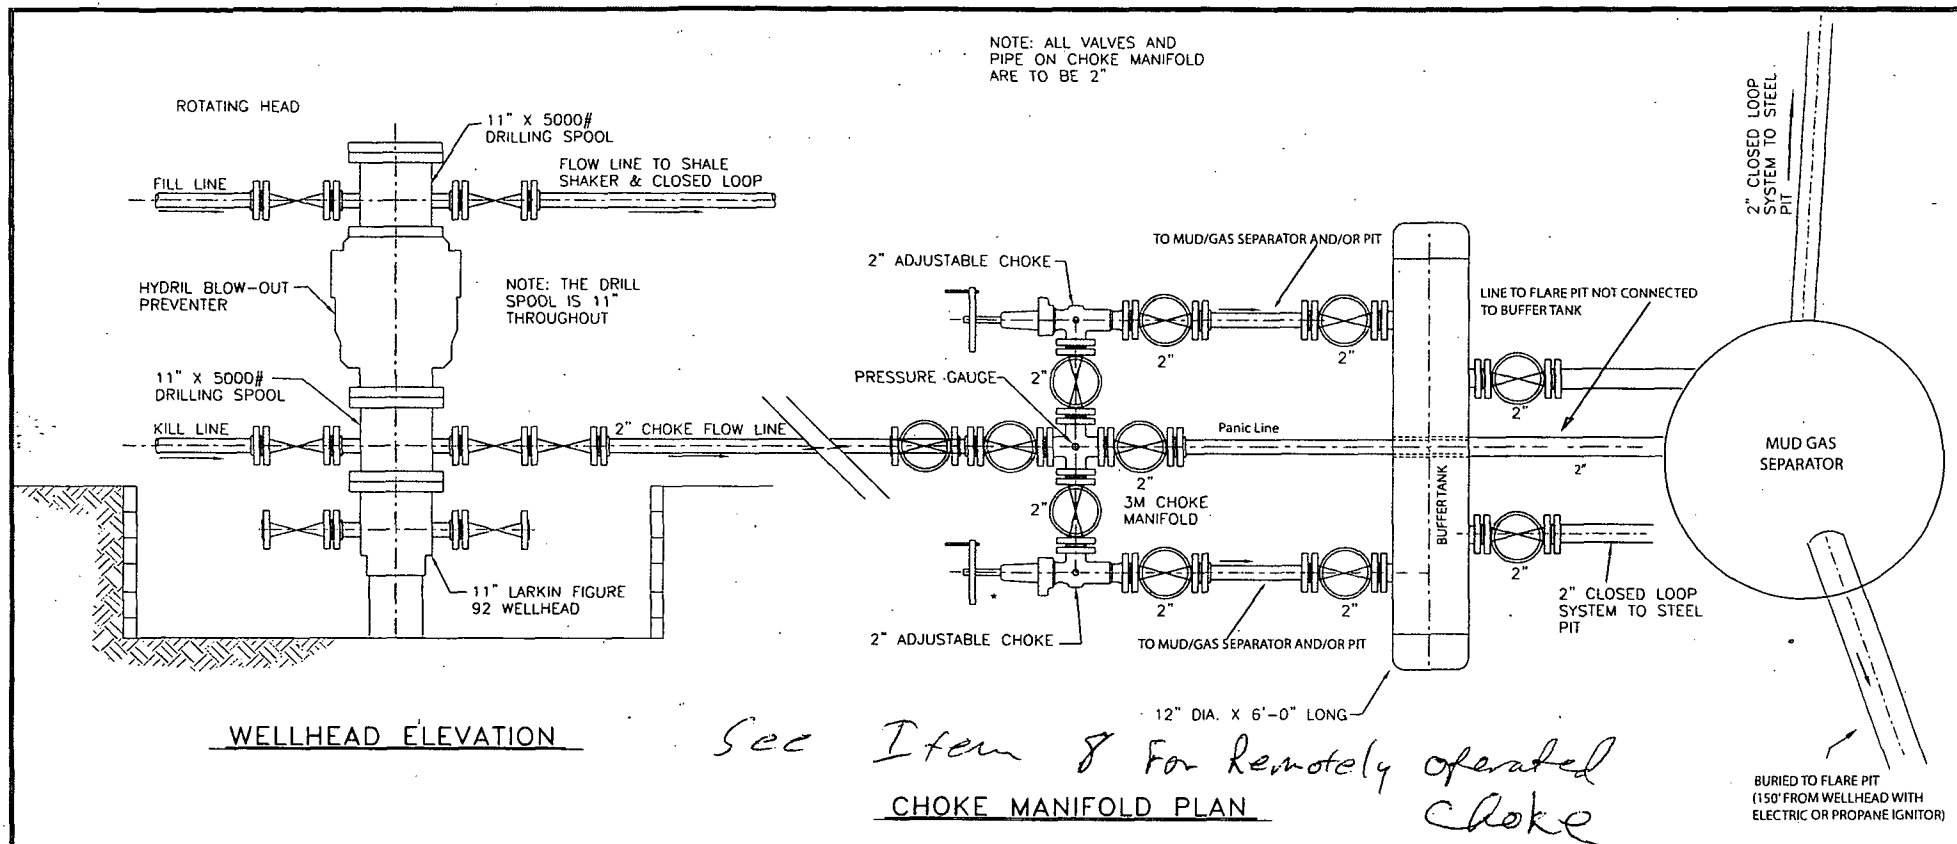 NOTE: ALL VALVES AND
PIPE ON CHOKE MANIFOLD
ARE TO BE 2"
ROTATING HEAD
11" X 5000#
DRILLING SPOOL
FILL LINE
FLOW LINE TO SHALE
SHAKER & CLOSED LOOP
HYDRIL BLOW-OUT
PREVENTER
NOTE: THE DRILL
SPOOL IS 11"
THROUGHOUT
11" X 5000#
DRILLING SPOOL
KILL LINE
2" CHOKE FLOW LINE
11" LARKIN FIGURE
92 WELLHEAD
WELLHEAD ELEVATION
2" ADJUSTABLE CHOKE
TO MUD/GAS SEPARATOR AND/OR PIT
2"
2"
2"
PRESSURE GAUGE
Panic Line
2"
2"
3M CHOKE
MANIFOLD
2"
2"
2" ADJUSTABLE CHOKE
TO MUD/GAS SEPARATOR AND/OR PIT
BUFFER TANK
12" DIA. X 6'-0" LONG
LINE TO FLARE PIT NOT CONNECTED
TO BUFFER TANK
2"
2"
2"
2" CLOSED LOOP
SYSTEM TO STEEL
PIT
2" CLOSED LOOP
SYSTEM TO STEEL
PIT
MUD GAS
SEPARATOR
BURIED TO FLARE PIT
(150' FROM WELLHEAD WITH
ELECTRIC OR PROPANE IGNITOR)
See Item 8 For Remotely operated
Choke
CHOKE MANIFOLD PLAN